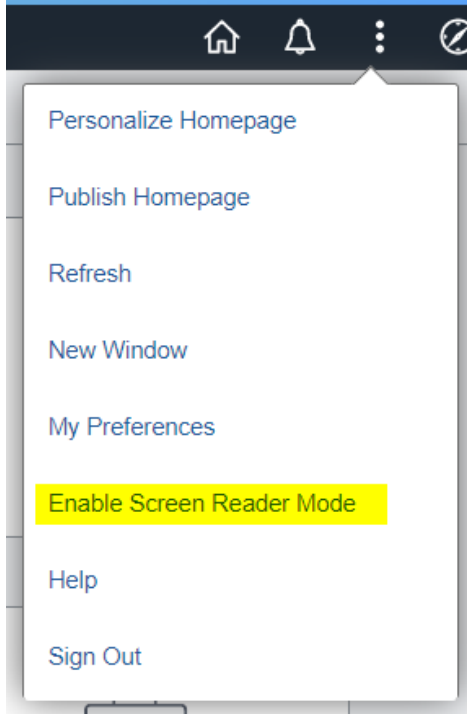 Personalize Homepage
Publish Homepage
Refresh
New Window
My Preferences
Enable Screen Reader Mode
Help
Sign Out